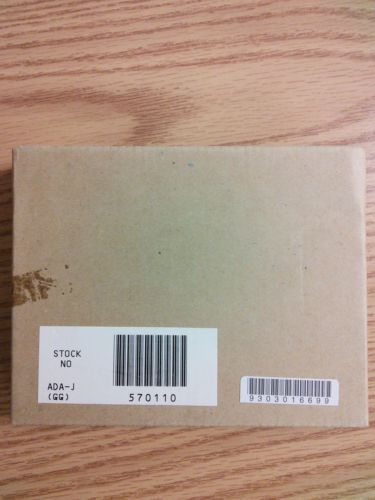 STOCK
NO
ADA-J
(GG)
570110
9303016699